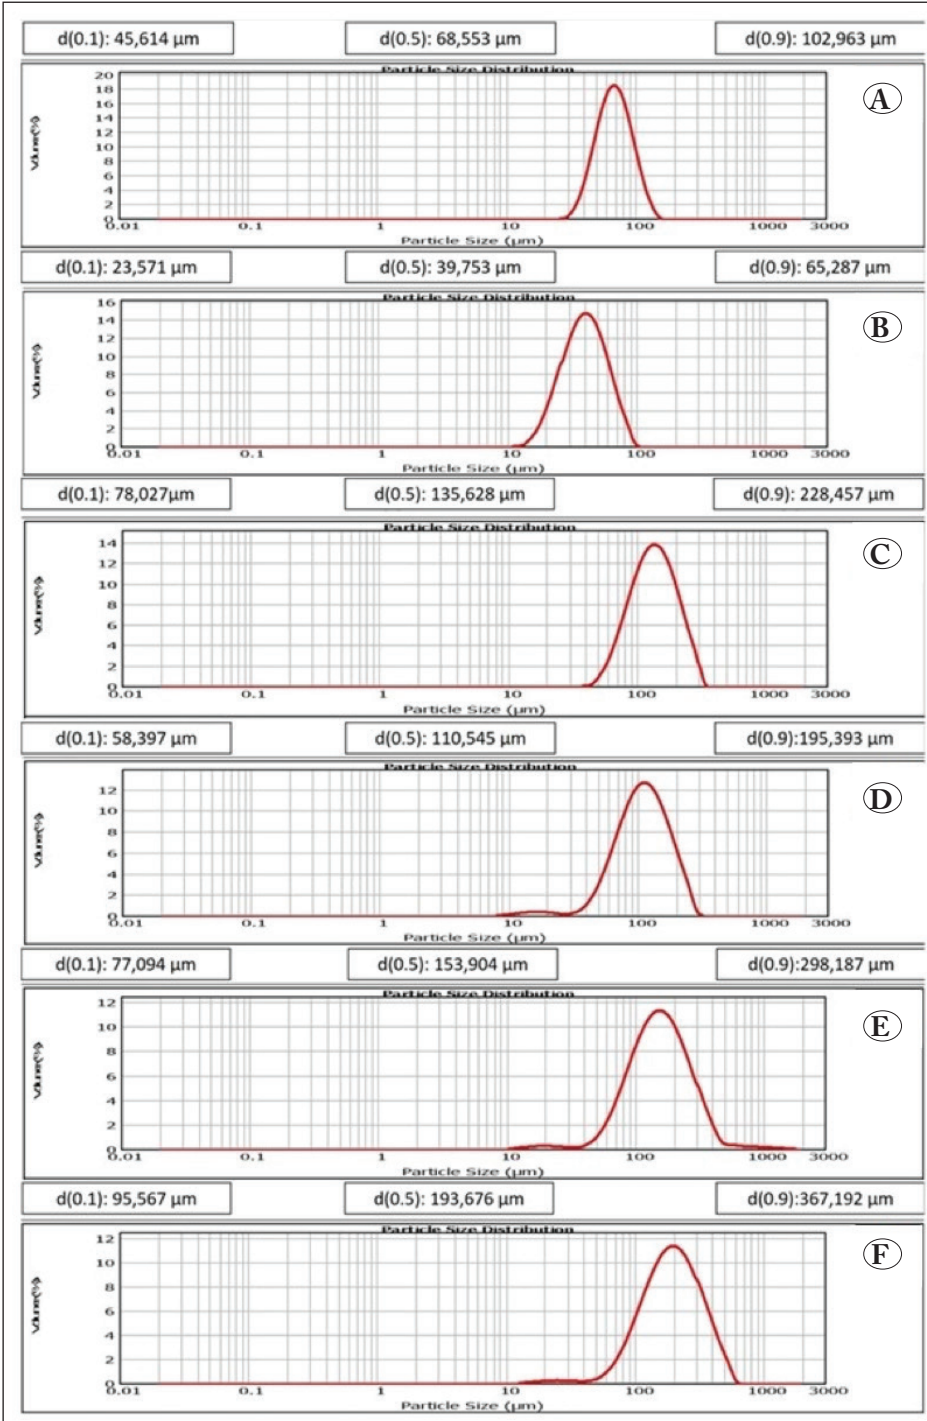 d(0.1): 45,614 µm d(0.5): 68,553 µm d(0.9): 102,963 µm
Particle Size Distribution
A
Volume(%)
20
18
16
14
12
10
8
6
4
2
0
0.01 0.1 1 10 100 1000 3000
Particle Size (µm)
d(0.1): 23,571 µm d(0.5): 39,753 µm d(0.9): 65,287 µm
Particle Size Distribution
B
Volume(%)
16
14
12
10
8
6
4
2
0
0.01 0.1 1 10 100 1000 3000
Particle Size (µm)
d(0.1): 78,027µm d(0.5): 135,628 µm d(0.9): 228,457 µm
Particle Size Distribution
C
Volume(%)
14
12
10
8
6
4
2
0
0.01 0.1 1 10 100 1000 3000
Particle Size (µm)
d(0.1): 58,397 µm d(0.5): 110,545 µm d(0.9):195,393 µm
Particle Size Distribution
D
Volume(%)
12
10
8
6
4
2
0
0.01 0.1 1 10 100 1000 3000
Particle Size (µm)
d(0.1): 77,094 µm d(0.5): 153,904 µm d(0.9):298,187 µm
Particle Size Distribution
E
Volume(%)
12
10
8
6
4
2
0
0.01 0.1 1 10 100 1000 3000
Particle Size (µm)
d(0.1): 95,567 µm d(0.5): 193,676 µm d(0.9):367,192 µm
Particle Size Distribution
F
Volume(%)
12
10
8
6
4
2
0
0.01 0.1 1 10 100 1000 3000
Particle Size (µm)